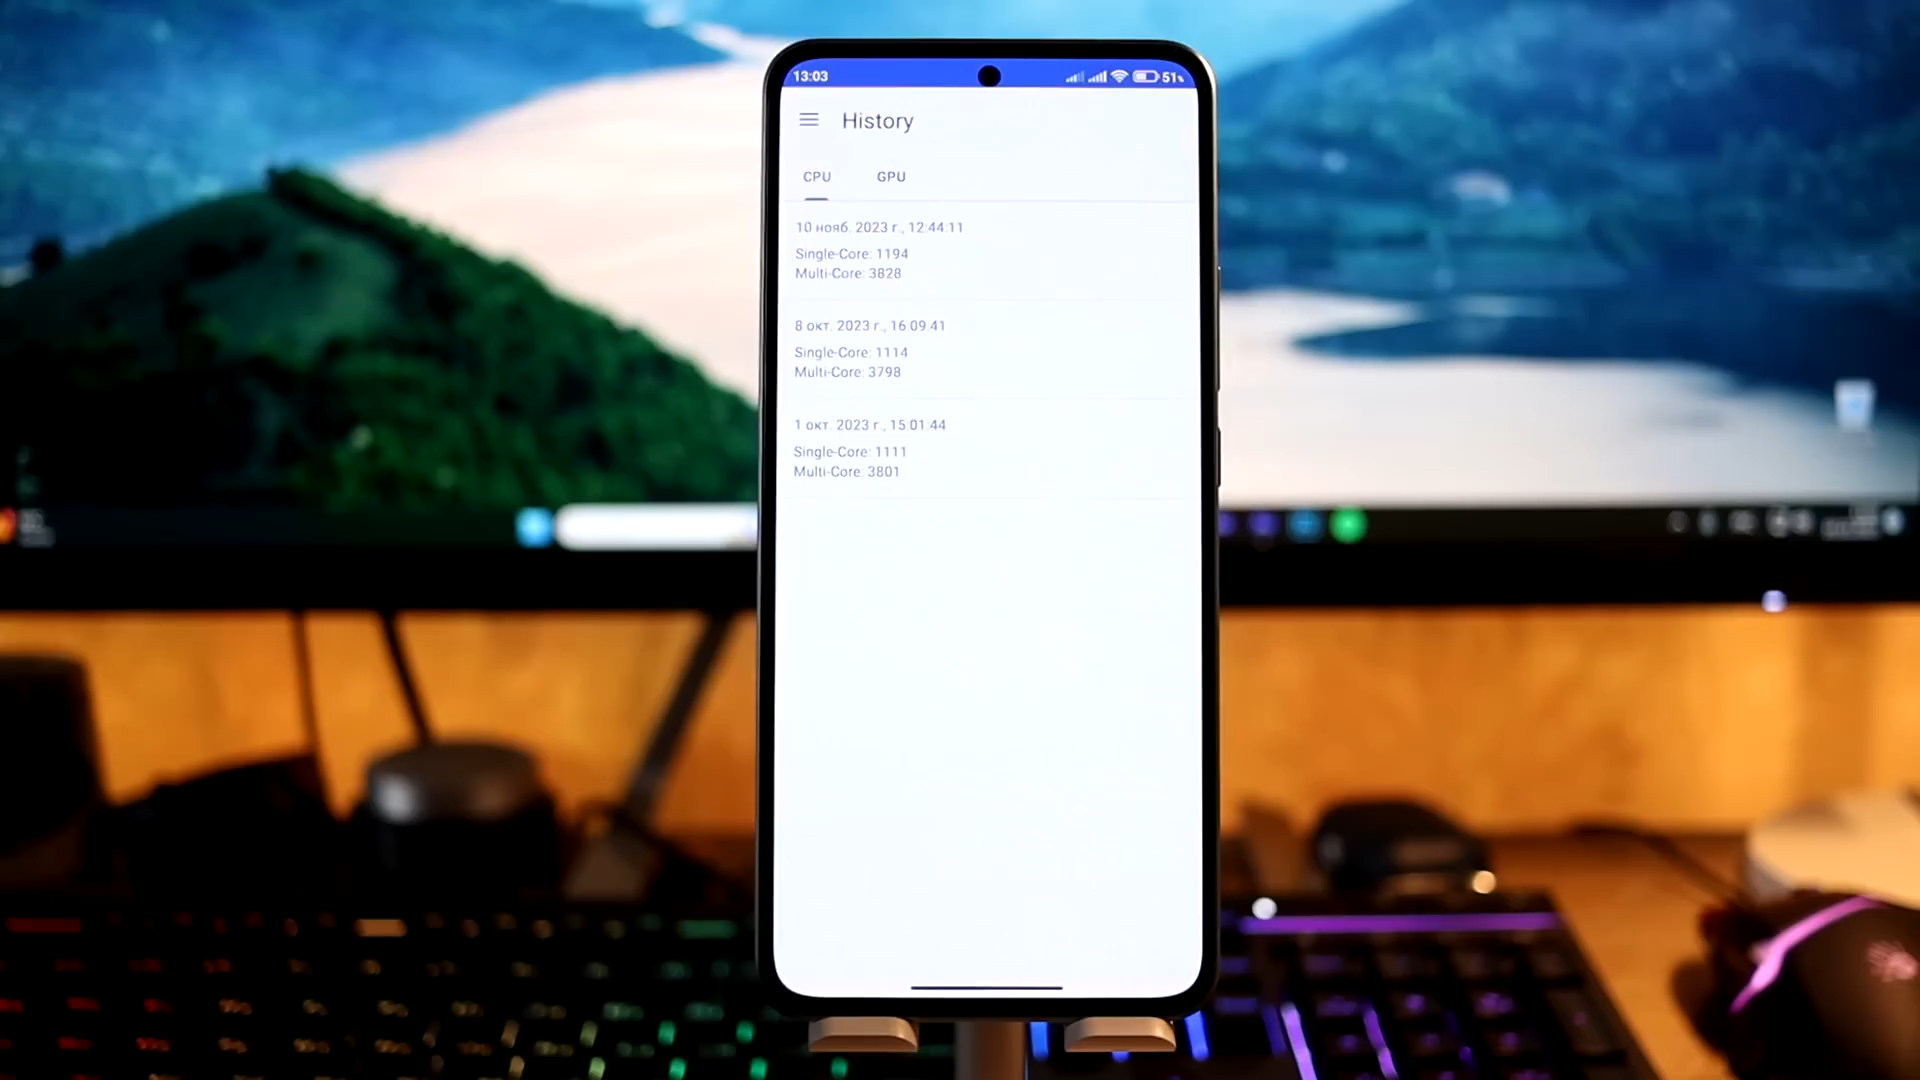 13:03
51%
History
CPU
GPU
10 нояб. 2023 г., 12:44:11
Single-Core: 1194
Multi-Core: 3828
8 окт. 2023 г., 16:09:41
Single-Core: 1114
Multi-Core: 3798
1 окт. 2023 г., 15:01:44
Single-Core: 1111
Multi-Core: 3801